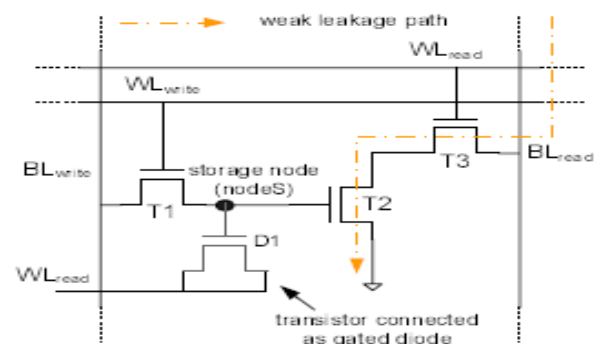 weak leakage path
WLread
WLwrite
BLwrite
storage node
(nodeS)
T1
T2
T3
BLread
D1
WLread
transistor connected
as gated diode